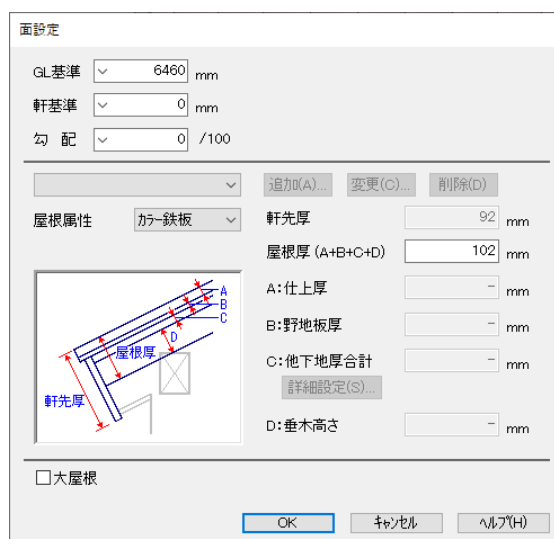 面設定
GL基準 6460 mm
軒基準 0 mm
勾 配 0 /100
追加(A)... 変更(C)... 削除(D)
屋根属性 カラー鉄板
軒先厚 92 mm
屋根厚 (A+B+C+D) 102 mm
A:仕上厚 - mm
B:野地板厚 - mm
C:他下地厚合計 - mm
詳細設定(S)...
D:垂木高さ - mm
A
B
C
D
屋根厚
軒先厚
大屋根
OK キャンセル ヘルプ(H)